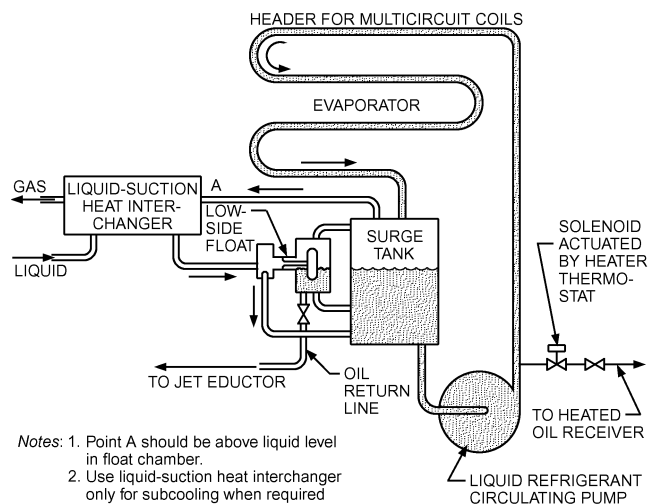 HEADER FOR MULTICIRCUIT COILS
EVAPORATOR
GAS
LIQUID-SUCTION
HEAT INTER-
CHANGER
A
LOW-
SIDE
FLOAT
SURGE
TANK
SOLENOID
ACTUATED
BY HEATER
THERMO-
STAT
LIQUID
TO JET EDUCTOR
OIL
RETURN
LINE
TO HEATED
OIL RECEIVER
Notes: 1. Point A should be above liquid level
in float chamber.
2. Use liquid-suction heat interchanger
only for subcooling when required
LIQUID REFRIGERANT
CIRCULATING PUMP